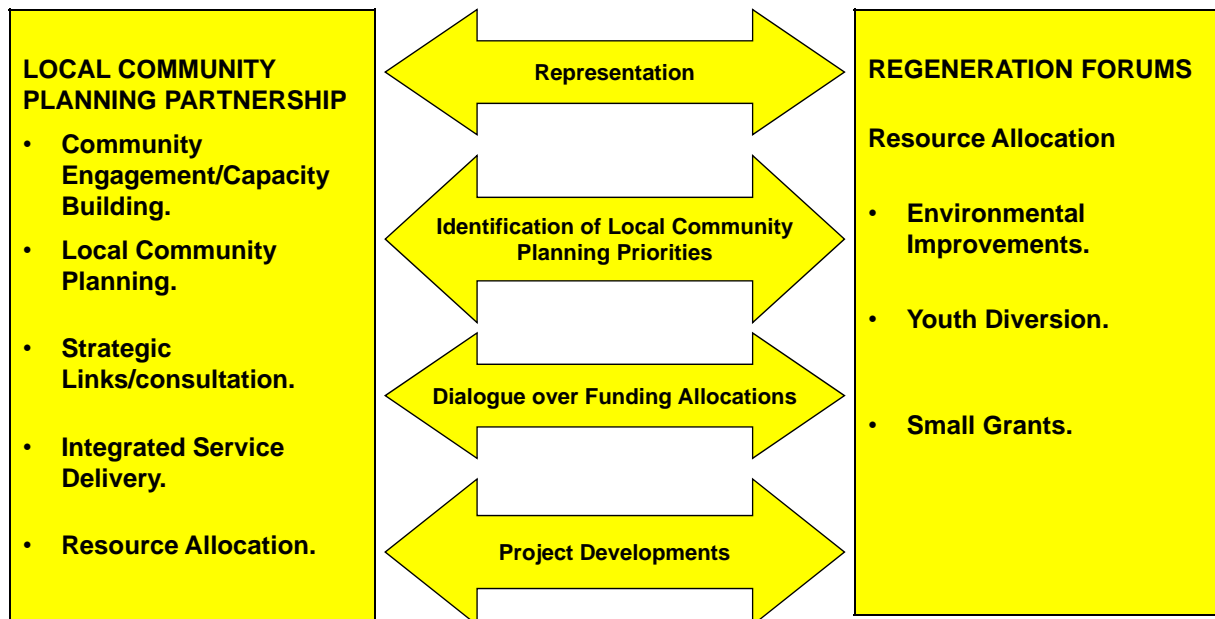 LOCAL COMMUNITY
PLANNING PARTNERSHIP
• Community
Engagement/Capacity
Building.
• Local Community
Planning.
• Strategic
Links/consultation.
• Integrated Service
Delivery.
• Resource Allocation.
Representation
Identification of Local Community
Planning Priorities
Dialogue over Funding Allocations
Project Developments
REGENERATION FORUMS
Resource Allocation
• Environmental
Improvements.
• Youth Diversion.
• Small Grants.